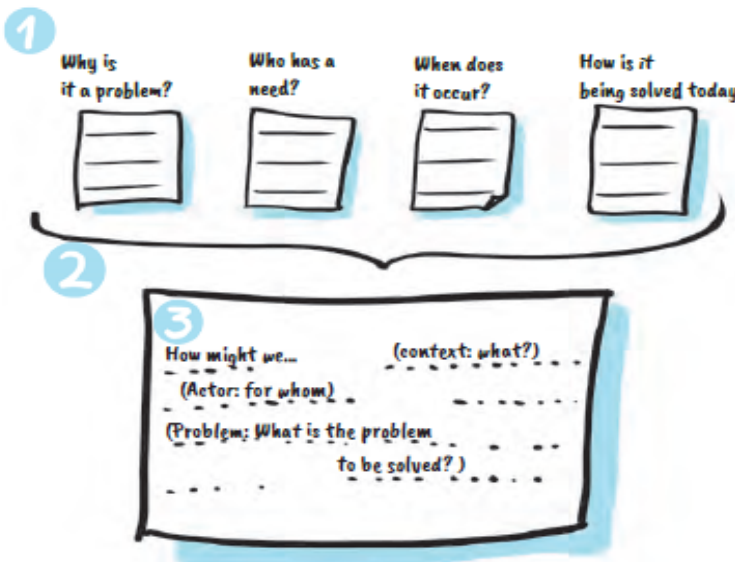 1
Why is
it a problem?
Who has a
need?
When does
it occur?
How is it
being solved today
2
3
How might we... (context: what?)
(Actor: for whom)
(Problem: What is the problem
to be solved? )